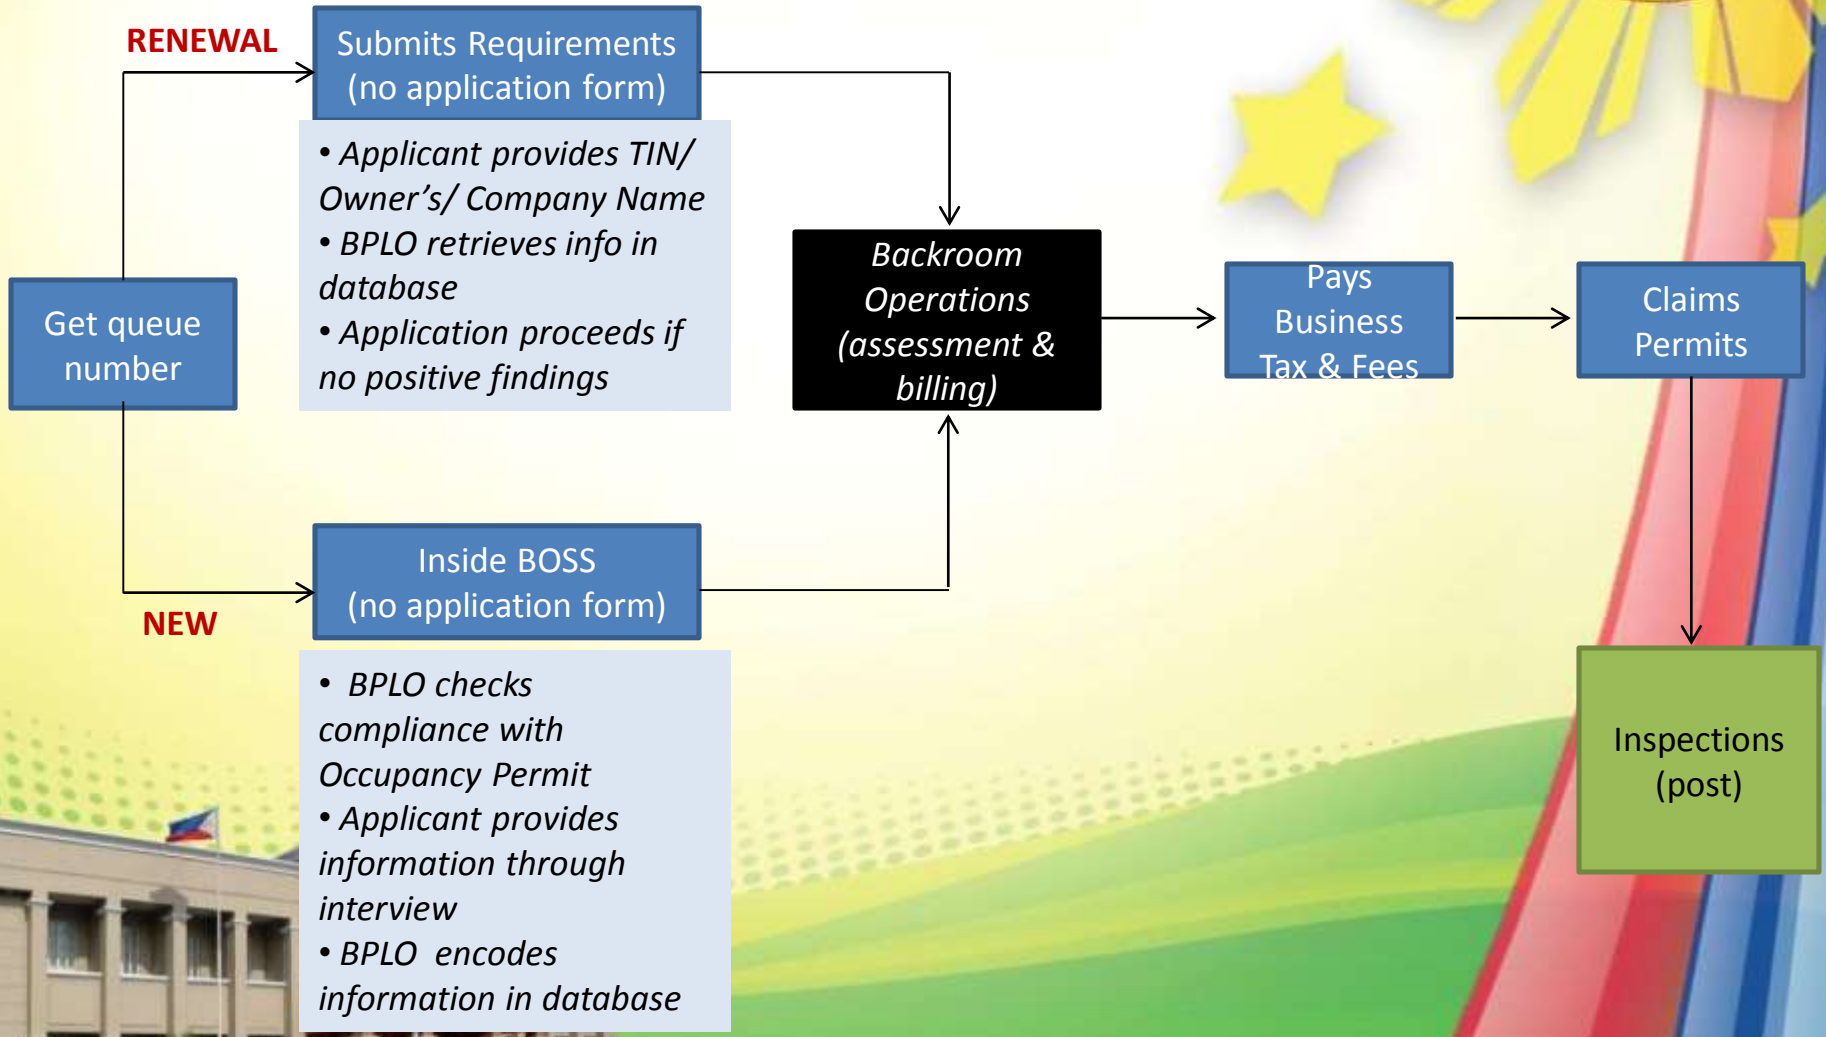 RENEWAL
Submits Requirements
(no application form)
• Applicant provides TIN/
Owner's/ Company Name
• BPLO retrieves info in
database
• Application proceeds if
no positive findings
Get queue
number
Backroom
Operations
(assessment &
billing)
Pays
Business
Tax & Fees
Claims
Permits
NEW
Inside BOSS
(no application form)
• BPLO checks
compliance with
Occupancy Permit
• Applicant provides
information through
interview
• BPLO encodes
information in database
Inspections
(post)